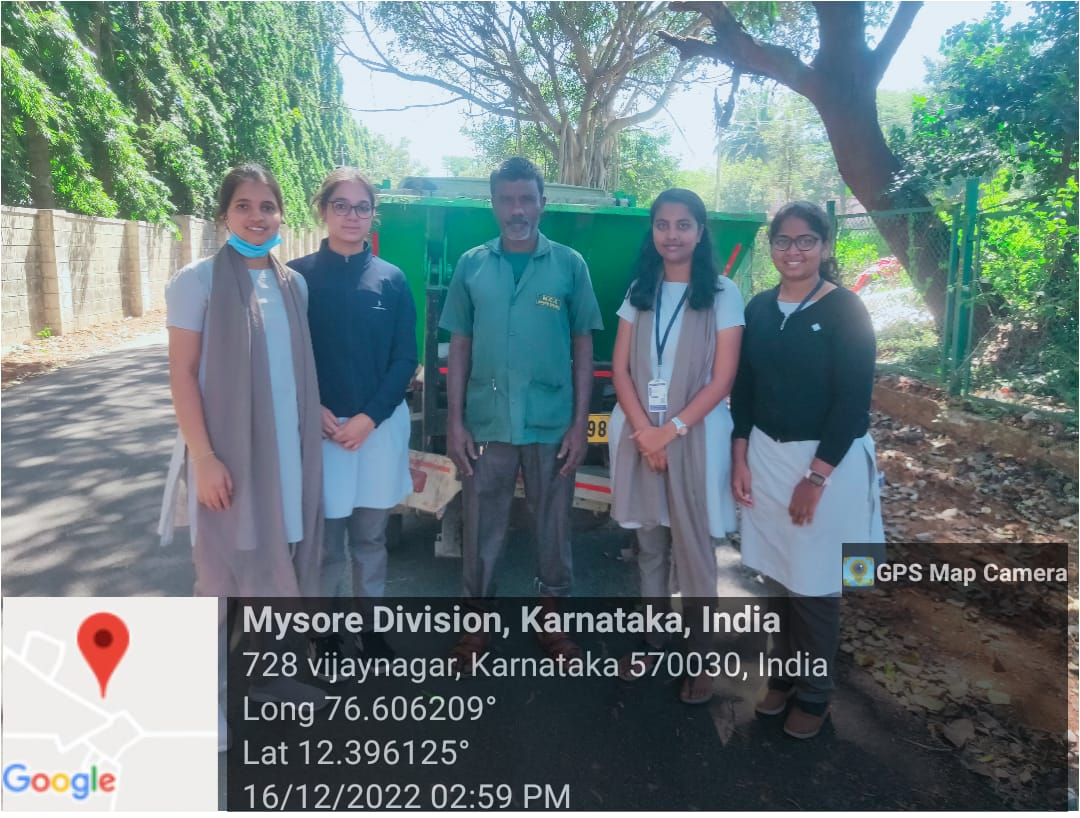 M.C.C
98
GPS Map Camera
Mysore Division, Karnataka, India
728 vijaynagar, Karnataka 570030, India
Long 76.606209°
Lat 12.396125°
16/12/2022 02:59 PM
Google